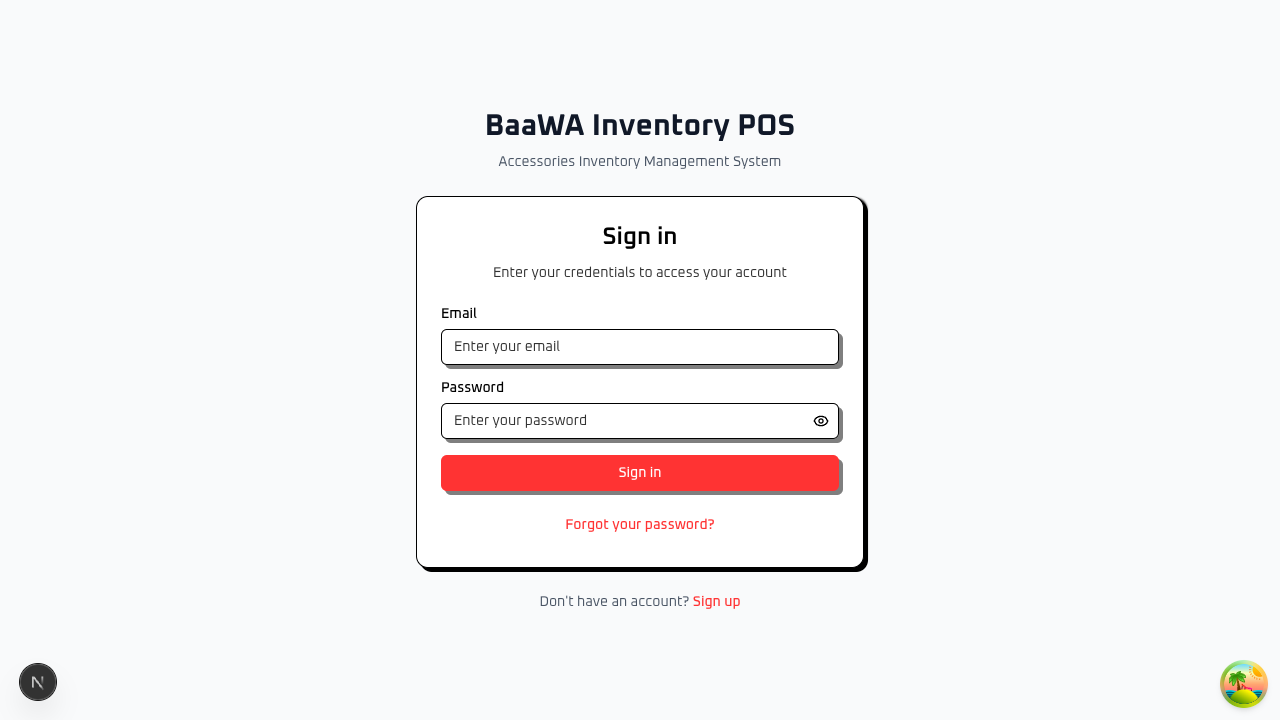 BaaWA Inventory POS
Accessories Inventory Management System
Sign in
Enter your credentials to access your account
Email
Enter your email
Password
Enter your password
Sign in
Forgot your password?
Don't have an account? Sign up
N